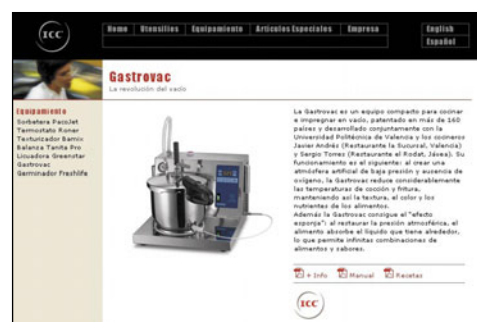 ICC
Home Utensilios Equipamiento Artículos Especiales Empresa English
Español
Gastrovac
La revolución del vacío
Equipamiento
Sorbetera PacoJet
Termostato Roner
Texturizador Bamix
Balanza Tanita Pro
Licuadora Greenstar
Gastrovac
Germinador Freshlife
La Gastrovac es un equipo compacto para cocinar
e impregnar en vacío, patentado en más de 160
países y desarrollado conjuntamente con la
Universidad Politécnica de Valencia y los cocineros
Javier Andrés (Restaurante la Sucursal, Valencia)
y Sergio Torres (Restaurante el Rodat, Jávea). Su
funcionamiento es el siguiente: al crear una
atmósfera artificial de baja presión y ausencia de
oxígeno, la Gastrovac reduce considerablemente
las temperaturas de cocción y fritura,
manteniendo así la textura, el color y los
nutrientes de los alimentos.
Además la Gastrovac consigue el "efecto
esponja": al restaurar la presión atmosférica, el
alimento absorbe el líquido que tiene alrededor,
lo que permite infinitas combinaciones de
alimentos y sabores.
+ Info Manual Recetas
ICC